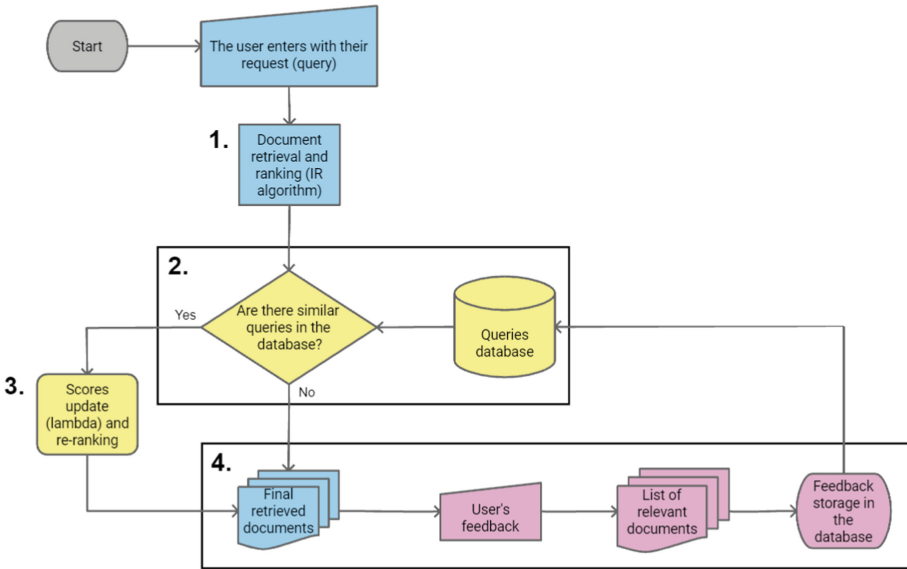 Start
The user enters with their
request (query)
1.
Document
retrieval and
ranking (IR
algorithm)
2.
Are there similar
queries in the
database?
Queries
database
Yes
No
3.
Scores
update
(lambda) and
re-ranking
4.
Final
retrieved
documents
User's
feedback
List of
relevant
documents
Feedback
storage in
the
database